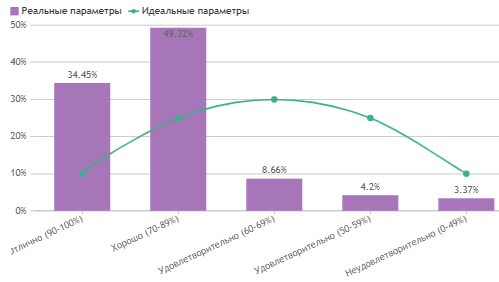 Реальные параметры Идеальные параметры
50%
40%
30%
20%
10%
0%
34.45%
49.32%
8.66%
4.2%
3.37%
Отлично (90-100%)
Хорошо (70-89%)
Удовлетворительно (60-69%)
Удовлетворительно (50-59%)
Неудовлетворительно (0-49%)